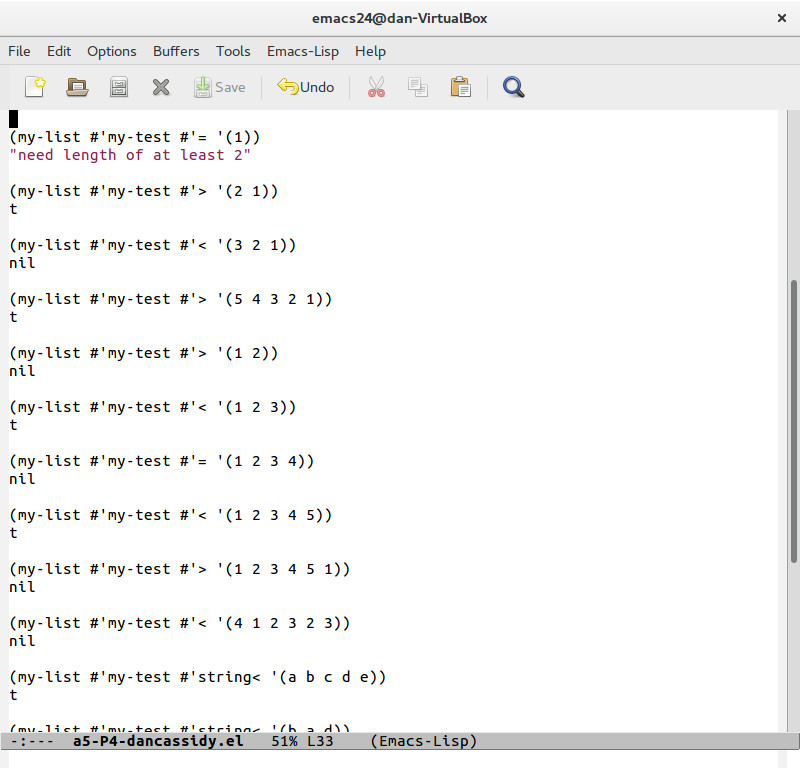 emacs24@dan-VirtualBox ×
File Edit Options Buffers Tools Emacs-Lisp Help
Save Undo
(my-list #'my-test #'= '(1))
"need length of at least 2"
(my-list #'my-test #'> '(2 1))
t
(my-list #'my-test #'< '(3 2 1))
nil
(my-list #'my-test #'> '(5 4 3 2 1))
t
(my-list #'my-test #'> '(1 2))
nil
(my-list #'my-test #'< '(1 2 3))
t
(my-list #'my-test #'= '(1 2 3 4))
nil
(my-list #'my-test #'< '(1 2 3 4 5))
t
(my-list #'my-test #'> '(1 2 3 4 5 1))
nil
(my-list #'my-test #'< '(4 1 2 3 2 3))
nil
(my-list #'my-test #'string< '(a b c d e))
t
(my-list #'my-test #'string< '(b a d))
-:--- a5-P4-dancassidy.el 51% L33 (Emacs-Lisp)